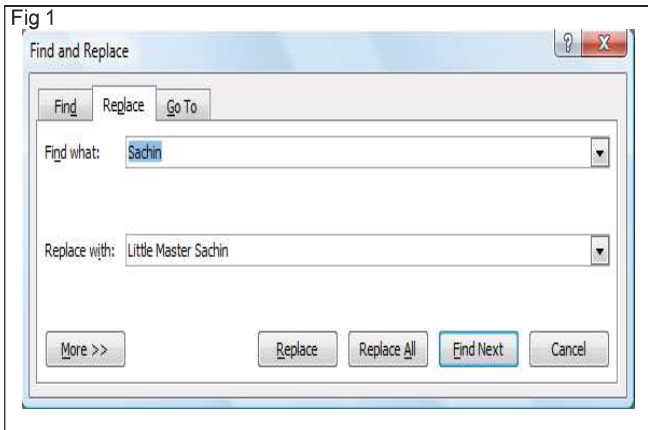 Fig 1
Find and Replace
Find Replace Go To
Find what: Sachin
Replace with: Little Master Sachin
More >> Replace Replace All Find Next Cancel